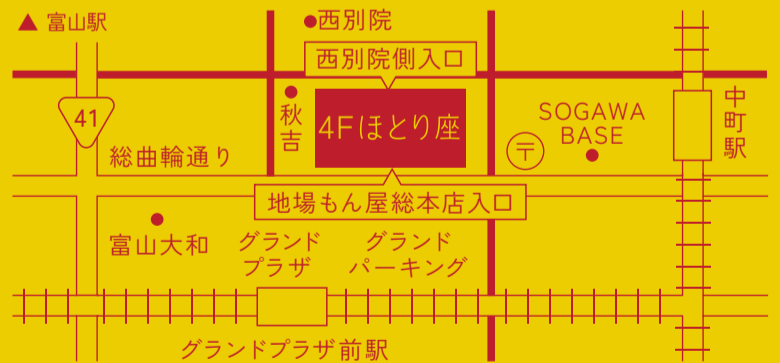 ▲ 富山駅
●西別院
西別院側入口
41
秋吉
4Fほとり座
〒
SOGAWA
BASE
中町駅
総曲輪通り
地場もん屋総本店入口
富山大和
グランド
プラザ
グランド
パーキング
グランドプラザ前駅